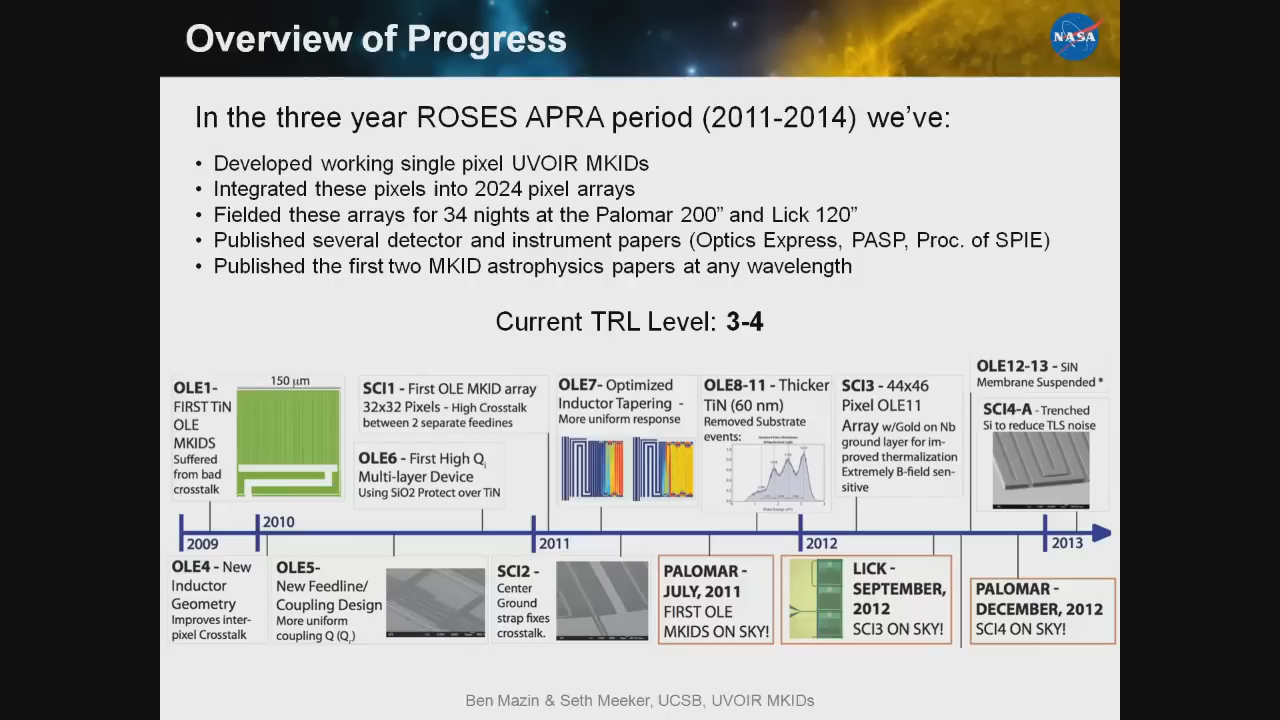 Overview of Progress
NASA
In the three year ROSES APRA period (2011-2014) we've:
• Developed working single pixel UVOIR MKIDs
• Integrated these pixels into 2024 pixel arrays
• Fielded these arrays for 34 nights at the Palomar 200” and Lick 120”
• Published several detector and instrument papers (Optics Express, PASP, Proc. of SPIE)
• Published the first two MKID astrophysics papers at any wavelength
Current TRL Level: 3-4
OLE1-
FIRST TiN
OLE
MKIDS
Suffered
from bad
crosstalk
150 µm
SCI1 - First OLE MKID array
32x32 Pixels - High Crosstalk
between 2 separate feedines
OLE6 - First High Qi
Multi-layer Device
Using SiO2 Protect over TiN
OLE7- Optimized
Inductor Tapering -
More uniform response
OLE8-11 - Thicker
TiN (60 nm)
Removed Substrate
events:
SCI3 - 44x46
Pixel OLE11
Array w/Gold on Nb
ground layer for im-
proved thermalization
Extremely B-field sen-
sitive
OLE12-13 - SiN
Membrane Suspended *
SCI4-A - Trenched
Si to reduce TLS noise
2009
2010
2011
2012
2013
OLE4 - New
Inductor
Geometry
Improves inter-
pixel Crosstalk
OLE5-
New Feedline/
Coupling Design
More uniform
coupling Q (Qc)
SCI2 -
Center
Ground
strap fixes
crosstalk.
PALOMAR -
JULY, 2011
FIRST OLE
MKIDS ON SKY!
LICK -
SEPTEMBER,
2012
SCI3 ON SKY!
PALOMAR -
DECEMBER, 2012
SCI4 ON SKY!
Ben Mazin & Seth Meeker, UCSB, UVOIR MKIDs